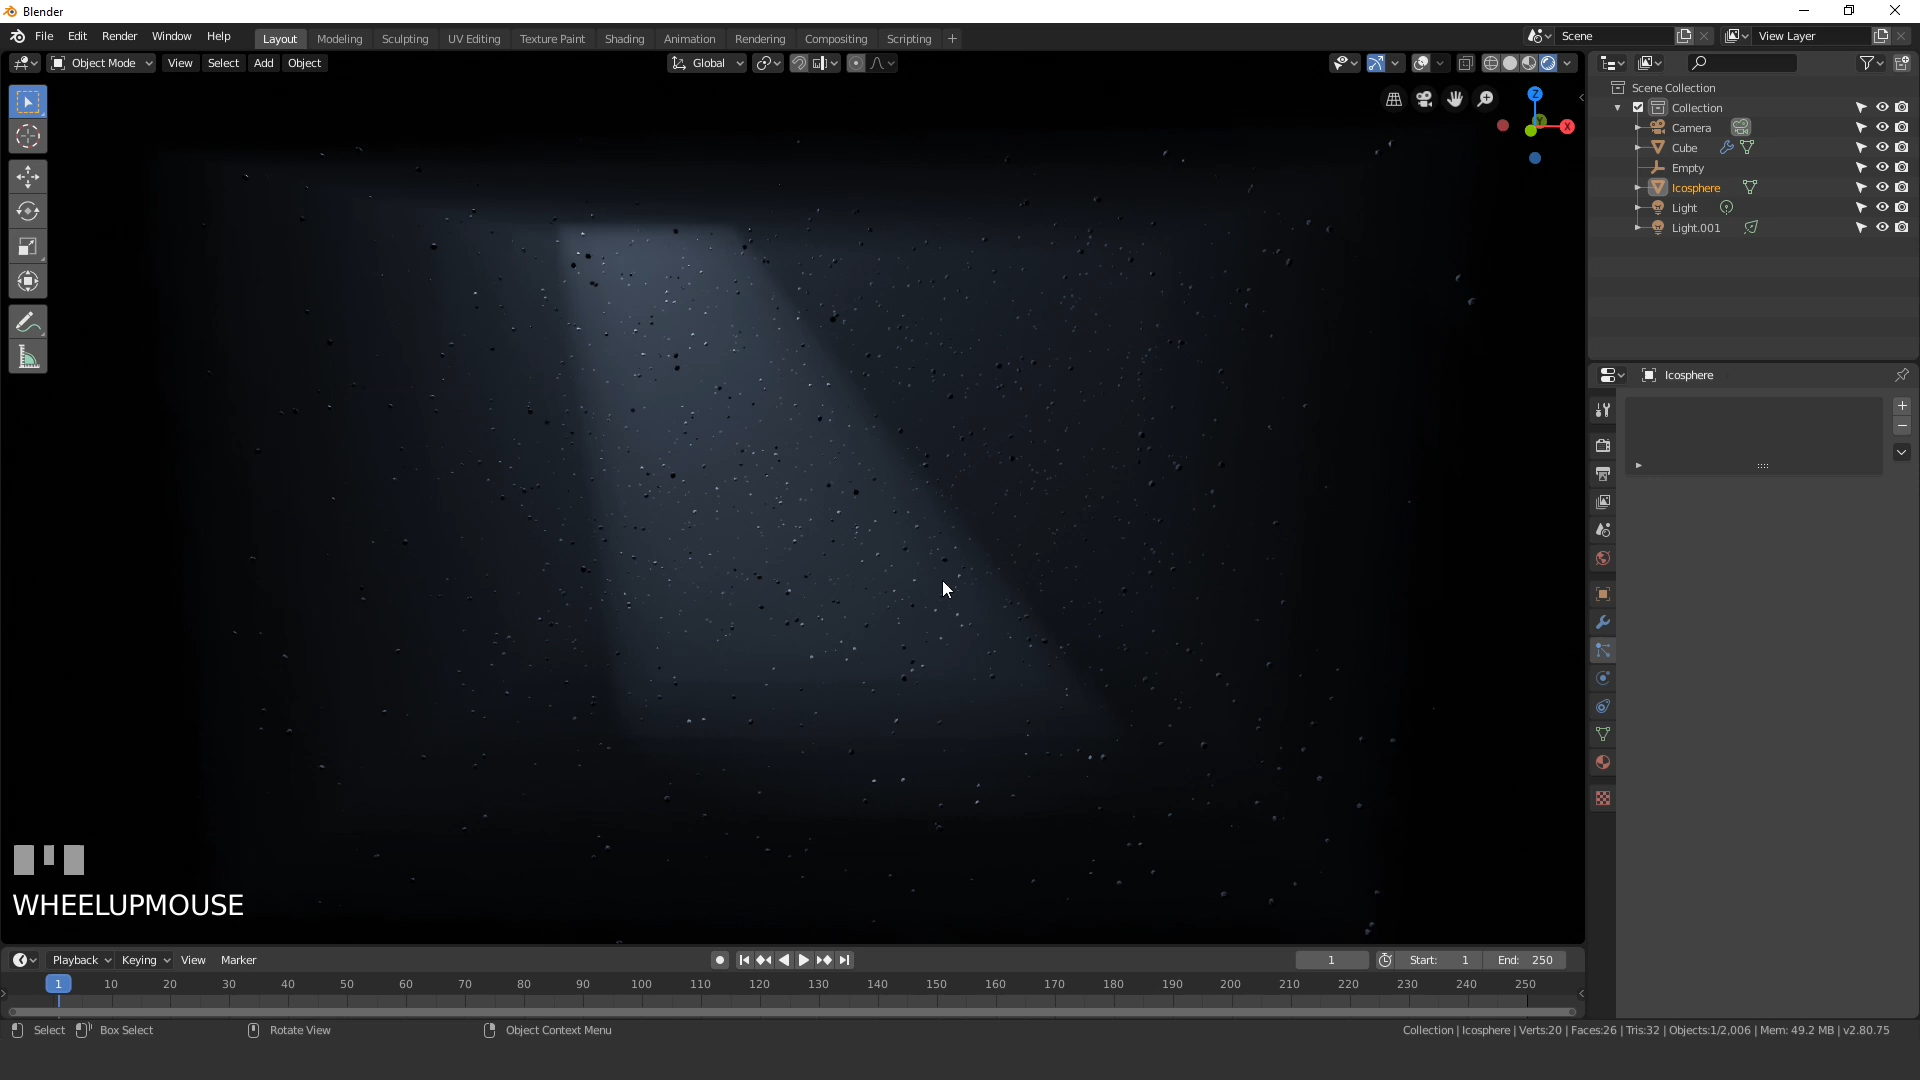 Blender
File Edit Render Window Help Layout Modeling Sculpting UV Editing Texture Paint Shading Animation Rendering Compositing Scripting + Scene View Layer
Object Mode View Select Add Object Global
Z
Y
X
Scene Collection
Collection
Camera
Cube
Empty
Icosphere
Light
Light.001
Icosphere
WHEELUPMOUSE
Playback Keying View Marker 1 Start: 1 End: 250
1 10 20 30 40 50 60 70 80 90 100 110 120 130 140 150 160 170 180 190 200 210 220 230 240 250
Select Box Select Rotate View Object Context Menu Collection | Icosphere | Verts:20 | Faces:26 | Tris:32 | Objects:1/2,006 | Mem: 49.2 MB | v2.80.75